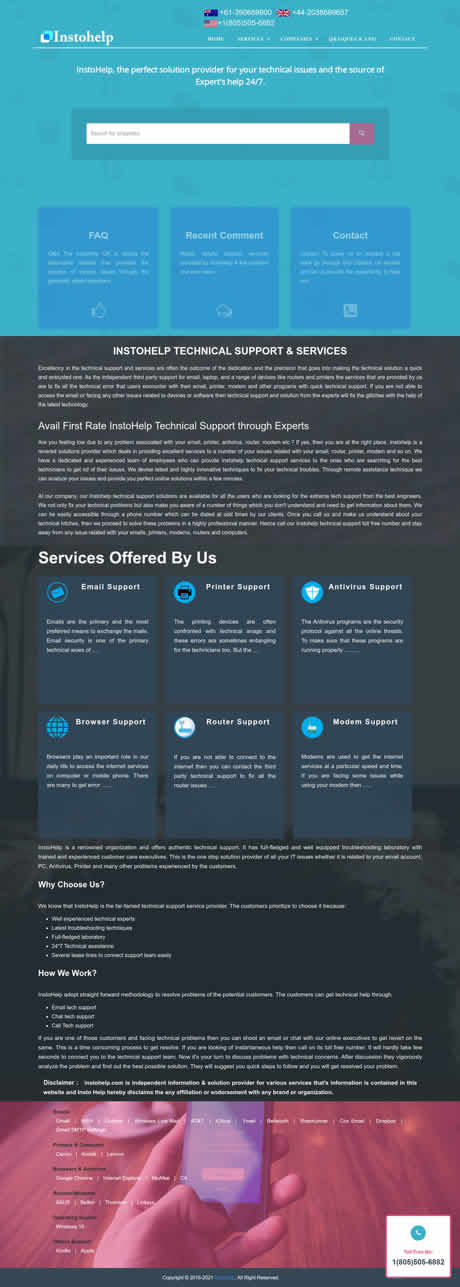 +61-390689800 +44-2038689657
+1(805)505-6882
Instohelp
HOME SERVICES COMPANIES CONTACT
InstoHelp, the perfect solution provider for your technical issues and the source of
Expert's help 24/7.
Search for snippetes
FAQ
Recent Comment
Contact
INSTOHELP TECHNICAL SUPPORT & SERVICES
Excellency in the technical support and services are often the outcome of the dedication and the precision that goes into making the technical solution a quick
and entrusted one. As the independent third party support for email, laptop, and a range of devices like routers and printers the services that are provided by us
are to fix all the technical error that users encounter with their email, printer, modem and other programs with quick technical support. If you are not able to
access the email or facing any other issues related to devices or software then technical support and solution from the experts will fix the glitches with the help of
the latest technology.
Avail First Rate InstoHelp Technical Support through Experts
Are you feeling low due to any problem associated with your email, printer, antivirus, router, modem etc ? If yes, then you are at the right place. Instohelp is a
revered solutions provider which deals in providing excellent services to a number of your issues related with your email, router, printer, modem and so on. We
have a dedicated and experienced team of employees who can provide Instohelp technical support services to the ones who are searching for the best
technicians to get rid of their issues. We devise latest and highly innovative techniques to fix your technical troubles. Through remote assistance technique we
can analyze your issues and provide you perfect online solutions within a few minutes.
At our company, our Instohelp technical support solutions are available for all the users who are looking for the extreme tech support from the best engineers.
We not only fix your technical problems but also make you aware of a number of things which you don't understand and need to get information about them. We
can be easily accessible through a phone number which can be dialed at odd times by our clients. Once you call us and make us understand about your
technical hitches, then we proceed to solve these problems in a highly professional manner. Hence call our Instohelp technical support toll free number and stay
away from any issue related with your emails, printers, modems, routers and computers.
Services Offered By Us
Email Support
Emails are the primary and the most
preferred means to exchange the mails.
Email security is one of the primary
technical woes of ....
Printer Support
The printing devices are often
confronted with technical snags and
these errors are sometimes entangling
for the technicians too. But the ....
Antivirus Support
The Antivirus programs are the security
protocol against all the online threats.
To make sure that these programs are
running properly .........
Browser Support
Browsers play an important role in our
daily life to access the internet services
on computer or mobile phone. There
are many to get error ......
Router Support
If you are not able to connect to the
internet then you can contact the third
party technical support to fix all the
router issues ....
Modem Support
Modems are used to get the internet
services at a particular speed and time.
If you are facing some issues while
using your modem then .....
InstoHelp is a renowned organization and offers authentic technical support. It has full-fledged and well equipped troubleshooting laboratory with
trained and experienced customer care executives. This is the one stop solution provider of all your IT issues whether it is related to your email account,
PC, Antivirus, Printer and many other problems experienced by the customers.
Why Choose Us?
We know that InstoHelp is the far-famed technical support service provider. The customers prioritize to choose it because:
Well experienced technical experts
Latest troubleshooting techniques
Full-fledged laboratory
24*7 Technical assistance
Several lease lines to connect support team easily
How We Work?
InstoHelp adopt straight forward methodology to resolve problems of the potential customers. The customers can get technical help through:
Email tech support
Chat tech support
Call Tech support
If you are one of those customers and facing technical problems then you can shoot an email or chat with our online executives to get revert on the
same. This is a time consuming process to get resolve. If you are looking of instantaneous help then call on its toll free number. It will hardly take few
seconds to connect you to the technical support team. Now it's your turn to discuss problems with technical concerns. After discussion they vigorously
analyze the problem and find out the best possible solution. They will suggest you quick steps to follow and you will get resolved your problem.
Disclaimer : instohelp.com is independent information & solution provider for various services that's information is contained in this
website and Insto Help hereby disclaims the any affiliation or endorsement with any brand or organization.
Emails
Gmail | MSN | Outlook | Windows Live Mail | AT&T | iCloud | Ymail | Bellsouth | Roadrunner | Cox Email | Dropbox |
Gmail SMTP Settings
Printers & Computer
Canon | Kodak | Lenovo
Browsers & Antivirus
Google Chrome | Internet Explorer | McAfee | CA
Router/Modem
ASUS | Belkin | Thomson | Linksys
Operating System
Windows 10
Others Support
Kindle | Apple
Toll Free No:
1(805)505-6882
Copyright © 2016-2021 All Right Reserved.